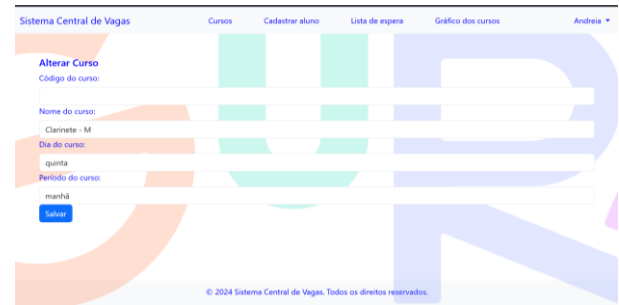 Sistema Central de Vagas Cursos Cadastrar aluno Lista de espera Gráfico dos cursos Andreia
Alterar Curso
Código do curso:
Nome do curso:
Clarinete - M
Dia do curso:
quinta
Período do curso:
manhã
Salvar
© 2024 Sistema Central de Vagas. Todos os direitos reservados.